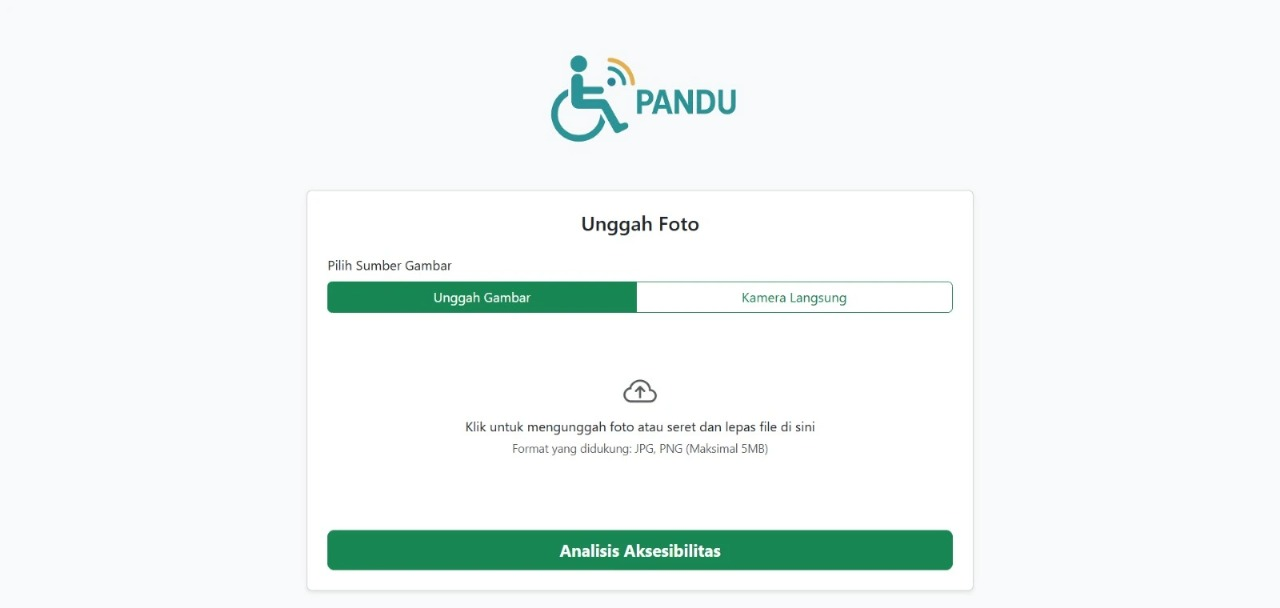 PANDU
Unggah Foto
Pilih Sumber Gambar
Unggah Gambar
Kamera Langsung
Klik untuk mengunggah foto atau seret dan lepas file di sini
Format yang didukung: JPG, PNG (Maksimal 5MB)
Analisis Aksesibilitas